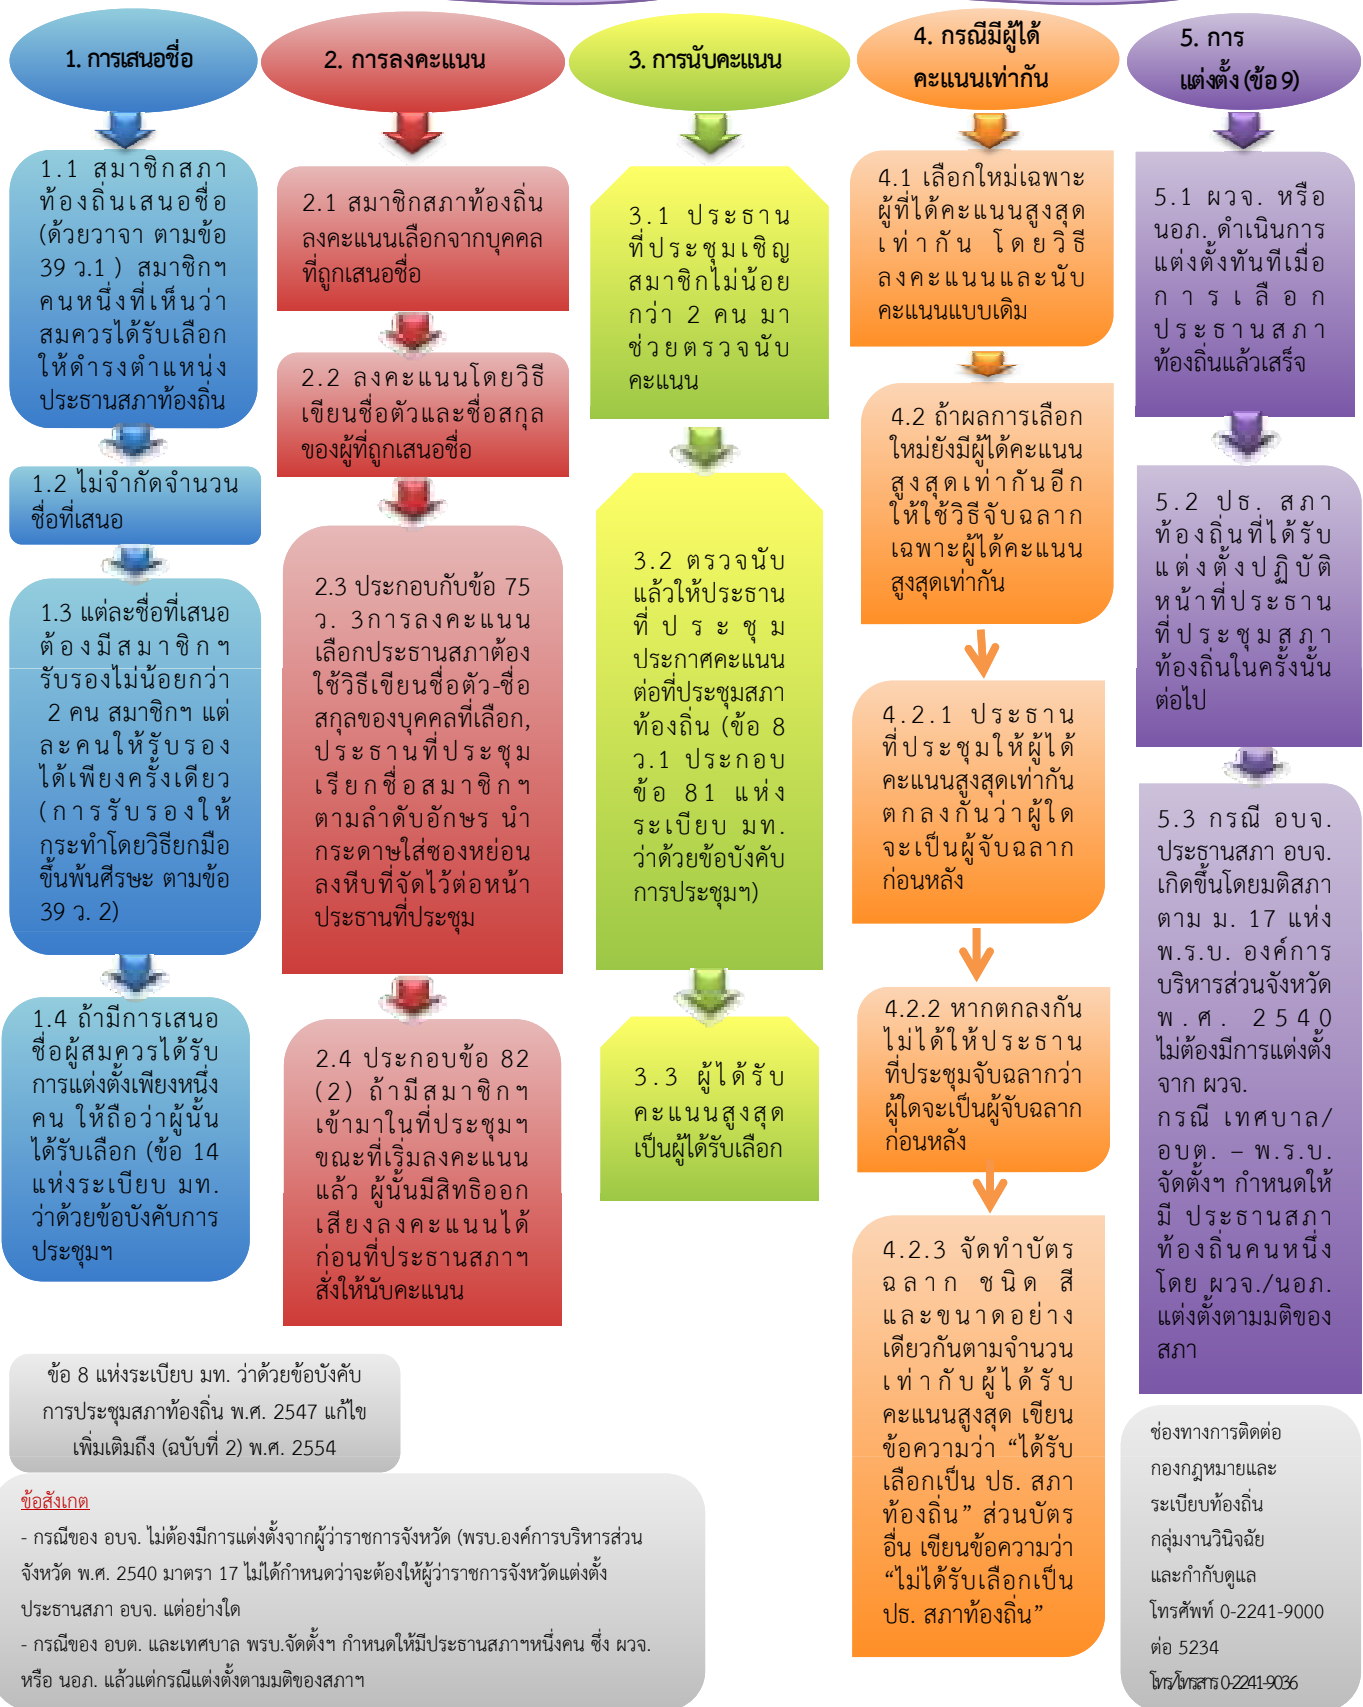 1. การเสนอชื่อ
1.1 สมาชิกสภา
ท้องถิ่นเสนอชื่อ
(ด้วยวาจา ตามข้อ
39 ว.1 ) สมาชิกฯ
คนหนึ่งที่เห็นว่า
สมควรได้รับเลือก
ให้ดำรงตำแหน่ง
ประธานสภาท้องถิ่น
1.2 ไม่จำกัดจำนวน
ชื่อที่เสนอ
1.3 แต่ละชื่อที่เสนอ
ต้องมีสมาชิกฯ
รับรองไม่น้อยกว่า
2 คน สมาชิกฯ แต่
ละคนให้รับรอง
ได้เพียงครั้งเดียว
(การรับรองให้
กระทำโดยวิธียกมือ
ขึ้นพ้นศีรษะ ตามข้อ
39 ว. 2)
1.4 ถ้ามีการเสนอ
ชื่อผู้สมควรได้รับ
การแต่งตั้งเพียงหนึ่ง
คน ให้ถือว่าผู้นั้น
ได้รับเลือก (ข้อ 14
แห่งระเบียบ มท.
ว่าด้วยข้อบังคับการ
ประชุมฯ
2. การลงคะแนน
2.1 สมาชิกสภาท้องถิ่น
ลงคะแนนเลือกจากบุคคล
ที่ถูกเสนอชื่อ
2.2 ลงคะแนนโดยวิธี
เขียนชื่อตัวและชื่อสกุล
ของผู้ที่ถูกเสนอชื่อ
2.3 ประกอบกับข้อ 75
ว. 3การลงคะแนน
เลือกประธานสภาต้อง
ใช้วิธีเขียนชื่อตัว-ชื่อ
สกุลของบุคคลที่เลือก,
ประธานที่ประชุม
เรียกชื่อสมาชิกฯ
ตามลำดับอักษร นำ
กระดาษใส่ซองหย่อน
ลงหีบที่จัดไว้ต่อหน้า
ประธานที่ประชุม
2.4 ประกอบข้อ 82
(2) ถ้ามีสมาชิกฯ
เข้ามาในที่ประชุมฯ
ขณะที่เริ่มลงคะแนน
แล้ว ผู้นั้นมีสิทธิออก
เสียงลงคะแนนได้
ก่อนที่ประธานสภาฯ
สั่งให้นับคะแนน
3. การนับคะแนน
3.1 ประธาน
ที่ประชุมเชิญ
สมาชิกไม่น้อย
กว่า 2 คน มา
ช่วยตรวจนับ
คะแนน
3.2 ตรวจนับ
แล้วให้ประธาน
ที่ประชุม
ประกาศคะแนน
ต่อที่ประชุมสภา
ท้องถิ่น (ข้อ 8
ว.1 ประกอบ
ข้อ 81 แห่ง
ระเบียบ มท.
ว่าด้วยข้อบังคับ
การประชุมฯ)
3.3 ผู้ได้รับ
คะแนนสูงสุด
เป็นผู้ได้รับเลือก
4. กรณีมีผู้ได้
คะแนนเท่ากัน
4.1 เลือกใหม่เฉพาะ
ผู้ที่ได้คะแนนสูงสุด
เท่ากัน โดยวิธี
ลงคะแนนและนับ
คะแนนแบบเดิม
4.2 ถ้าผลการเลือก
ใหม่ยังมีผู้ได้คะแนน
สูงสุดเท่ากันอีก
ให้ใช้วิธีจับฉลาก
เฉพาะผู้ได้คะแนน
สูงสุดเท่ากัน
4.2.1 ประธาน
ที่ประชุมให้ผู้ได้
คะแนนสูงสุดเท่ากัน
ตกลงกันว่าผู้ใด
จะเป็นผู้จับฉลาก
ก่อนหลัง
4.2.2 หากตกลงกัน
ไม่ได้ให้ประธาน
ที่ประชุมจับฉลากว่า
ผู้ใดจะเป็นผู้จับฉลาก
ก่อนหลัง
4.2.3 จัดทำบัตร
ฉลาก ชนิด สี
และขนาดอย่าง
เดียวกันตามจำนวน
เท่ากับผู้ได้รับ
คะแนนสูงสุด เขียน
ข้อความว่า “ได้รับ
เลือกเป็น ปธ. สภา
ท้องถิ่น” ส่วนบัตร
อื่น เขียนข้อความว่า
“ไม่ได้รับเลือกเป็น
ปธ. สภาท้องถิ่น”
5. การ
แต่งตั้ง (ข้อ 9)
5.1 ผวจ. หรือ
นอภ. ดำเนินการ
แต่งตั้งทันทีเมื่อ
การเลือก
ประธานสภา
ท้องถิ่นแล้วเสร็จ
5.2 ปธ. สภา
ท้องถิ่นที่ได้รับ
แต่งตั้งปฏิบัติ
หน้าที่ประธาน
ที่ประชุมสภา
ท้องถิ่นในครั้งนั้น
ต่อไป
5.3 กรณี อบจ.
ประธานสภา อบจ.
เกิดขึ้นโดยมติสภา
ตาม ม. 17 แห่ง
พ.ร.บ. องค์การ
บริหารส่วนจังหวัด
พ.ศ. 2540
ไม่ต้องมีการแต่งตั้ง
จาก ผวจ.
กรณี เทศบาล/
อบต. – พ.ร.บ.
จัดตั้งฯ กำหนดให้
มี ประธานสภา
ท้องถิ่นคนหนึ่ง
โดย ผวจ./นอภ.
แต่งตั้งตามมติของ
สภา
ข้อ 8 แห่งระเบียบ มท. ว่าด้วยข้อบังคับ
การประชุมสภาท้องถิ่น พ.ศ. 2547 แก้ไข
เพิ่มเติมถึง (ฉบับที่ 2) พ.ศ. 2554
ข้อสังเกต
- กรณีของ อบจ. ไม่ต้องมีการแต่งตั้งจากผู้ว่าราชการจังหวัด (พรบ.องค์การบริหารส่วน
จังหวัด พ.ศ. 2540 มาตรา 17 ไม่ได้กำหนดว่าจะต้องให้ผู้ว่าราชการจังหวัดแต่งตั้ง
ประธานสภา อบจ. แต่อย่างใด
- กรณีของ อบต. และเทศบาล พรบ.จัดตั้งฯ กำหนดให้มีประธานสภาฯหนึ่งคน ซึ่ง ผวจ.
หรือ นอภ. แล้วแต่กรณีแต่งตั้งตามมติของสภาฯ
ช่องทางการติดต่อ
กองกฎหมายและ
ระเบียบท้องถิ่น
กลุ่มงานวินิจฉัย
และกำกับดูแล
โทรศัพท์ 0-2241-9000
ต่อ 5234
โทร/โทรสาร 0-2241-9036